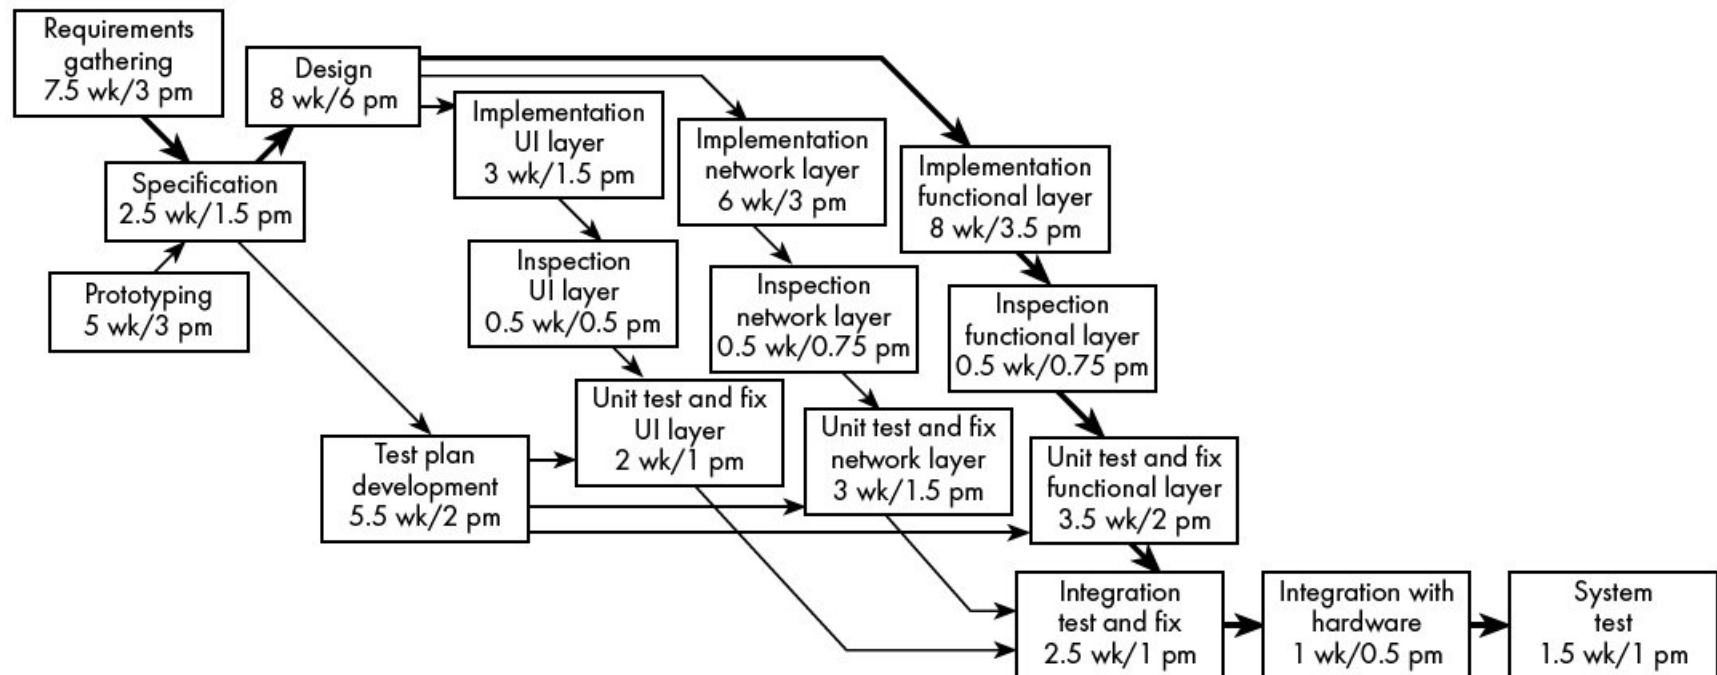 Requirements
gathering
7.5 wk/3 pm
Design
8 wk/6 pm
Specification
2.5 wk/1.5 pm
Prototyping
5 wk/3 pm
Implementation
UI layer
3 wk/1.5 pm
Implementation
network layer
6 wk/3 pm
Implementation
functional layer
8 wk/3.5 pm
Inspection
UI layer
0.5 wk/0.5 pm
Inspection
network layer
0.5 wk/0.75 pm
Inspection
functional layer
0.5 wk/0.75 pm
Test plan
development
5.5 wk/2 pm
Unit test and fix
UI layer
2 wk/1 pm
Unit test and fix
network layer
3 wk/1.5 pm
Unit test and fix
functional layer
3.5 wk/2 pm
Integration
test and fix
2.5 wk/1 pm
Integration with
hardware
1 wk/0.5 pm
System
test
1.5 wk/1 pm